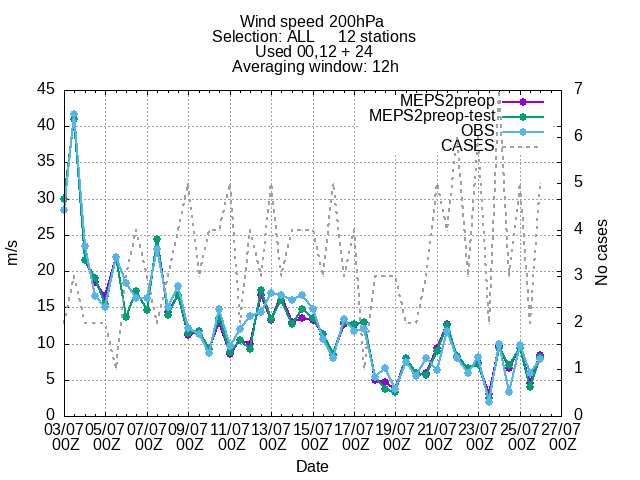 Wind speed 200hPa
Selection: ALL 12 stations
Used 00,12 + 24
Averaging window: 12h
MEPS2preop
MEPS2preop-test
OBS
CASES
45
40
35
30
25
20
15
10
5
0
m/s
7
6
5
4
3
2
1
0
No cases
03/07 05/07 07/07 09/07 11/07 13/07 15/07 17/07 19/07 21/07 23/07 25/07 27/07
00Z 00Z 00Z 00Z 00Z 00Z 00Z 00Z 00Z 00Z 00Z 00Z 00Z
Date